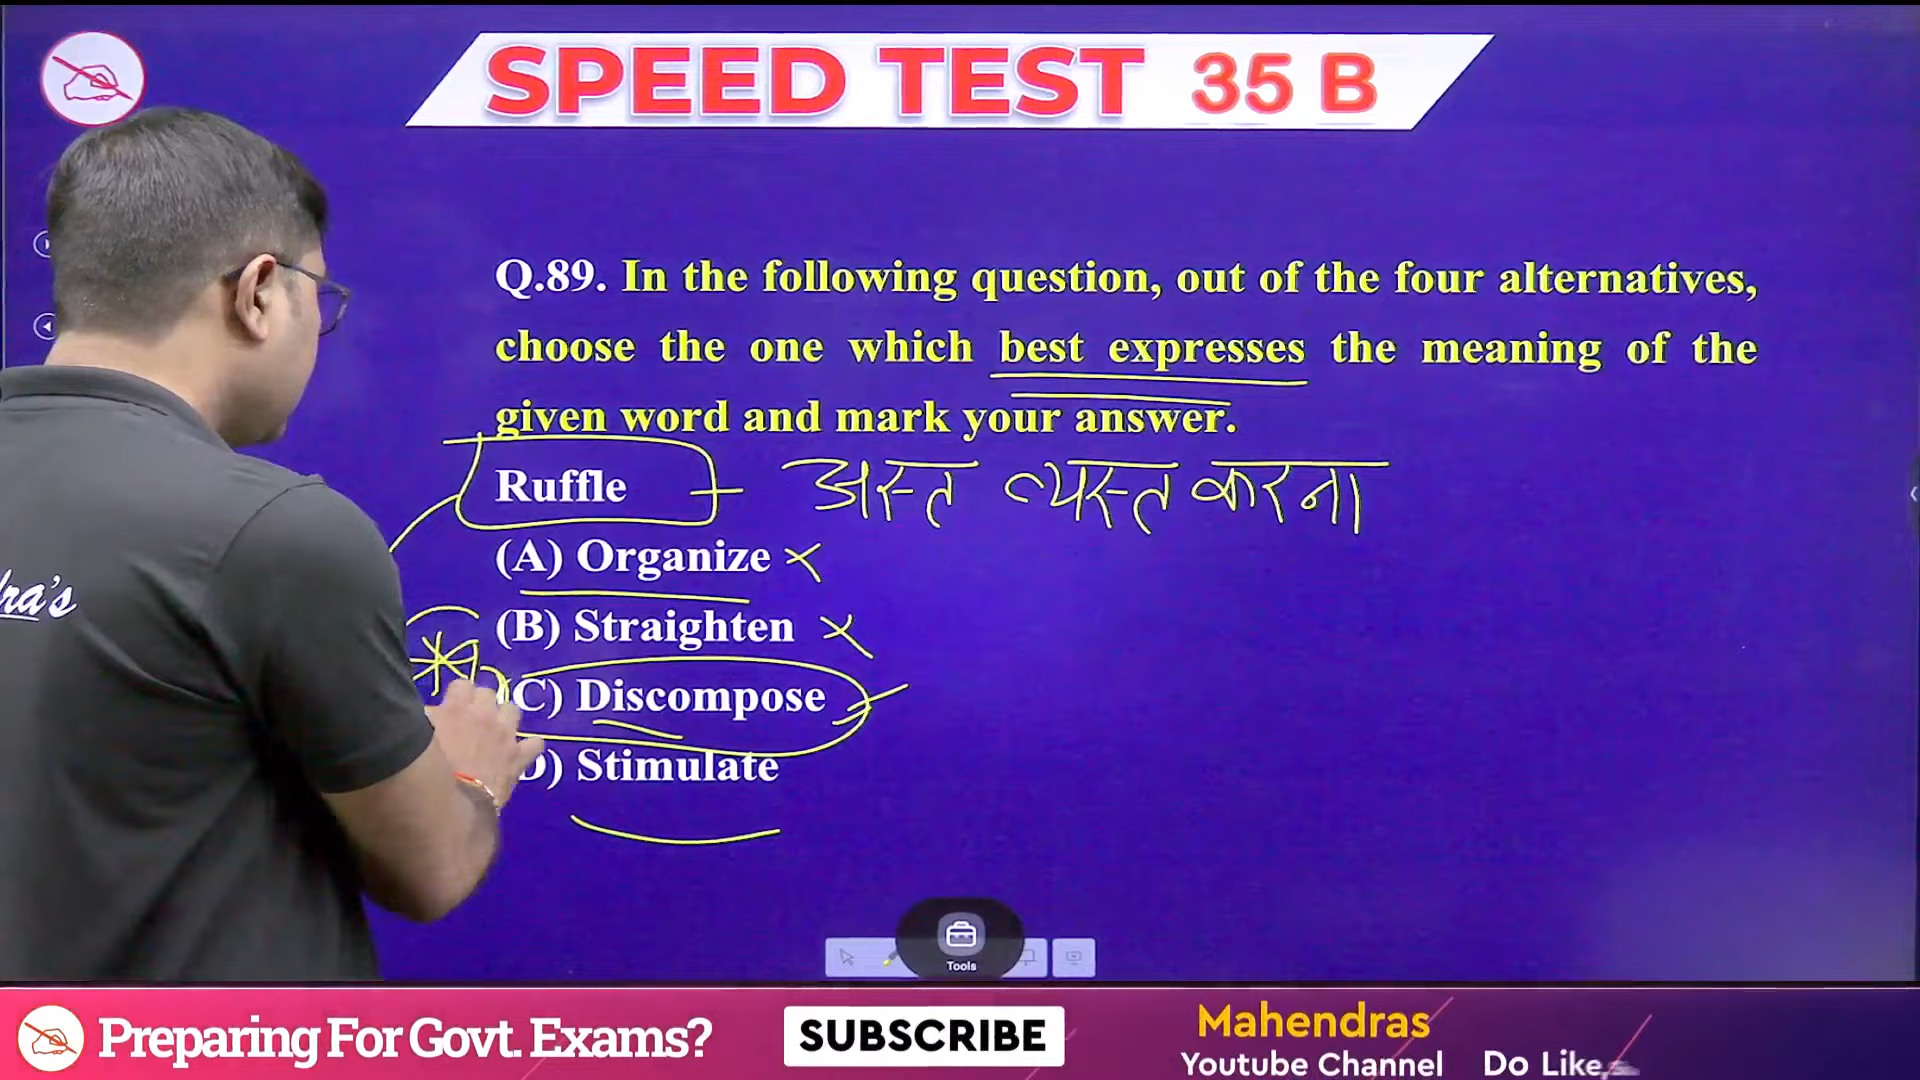 SPEED TEST 35 B
Q.89. In the following question, out of the four alternatives,
choose the one which best expresses the meaning of the
given word and mark your answer.
Ruffle अस्त व्यस्त करना
(A) Organize
(B) Straighten
(C) Discompose
D) Stimulate
ra's
Tools
Preparing For Govt. Exams?
SUBSCRIBE
Mahendras
Youtube Channel Do Like,